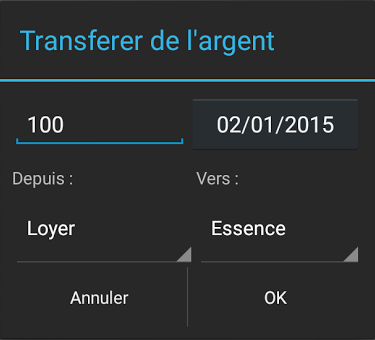 Transferer de l'argent
100 02/01/2015
Depuis : Vers :
Loyer Essence
Annuler OK